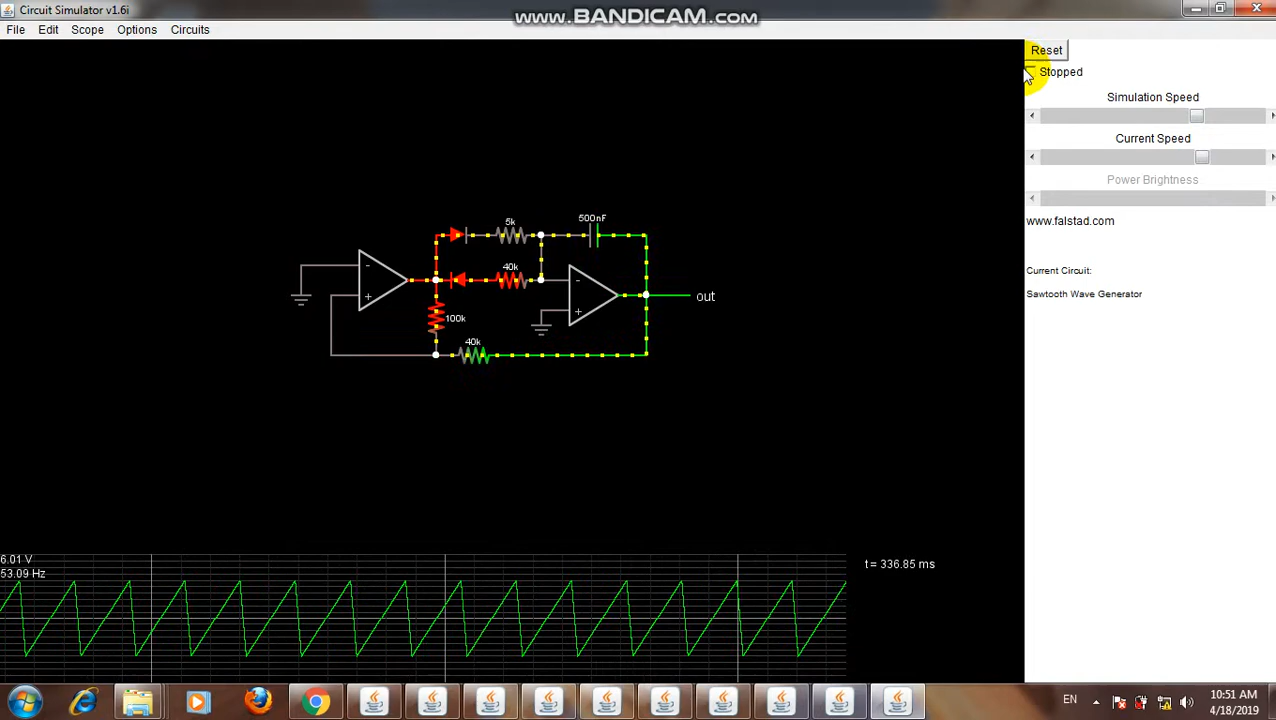 Circuit Simulator v1.6i
www.BANDICAM.com
File Edit Scope Options Circuits
Reset
Stopped
Simulation Speed
Current Speed
Power Brightness
www.falstad.com
Current Circuit:
Sawtooth Wave Generator
5k
500nF
40k
-
+
-
+
out
100k
40k
6.01 V
53.09 Hz
t = 336.85 ms
EN
10:51 AM
4/18/2019